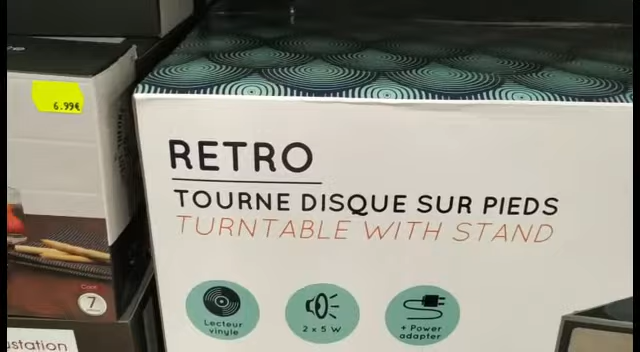 6.99€
RETRO
TOURNE DISQUE SUR PIEDS
TURNTABLE WITH STAND
7
Lecteur
vinyle
2 x 5 W
+ Power
adapter
ustation